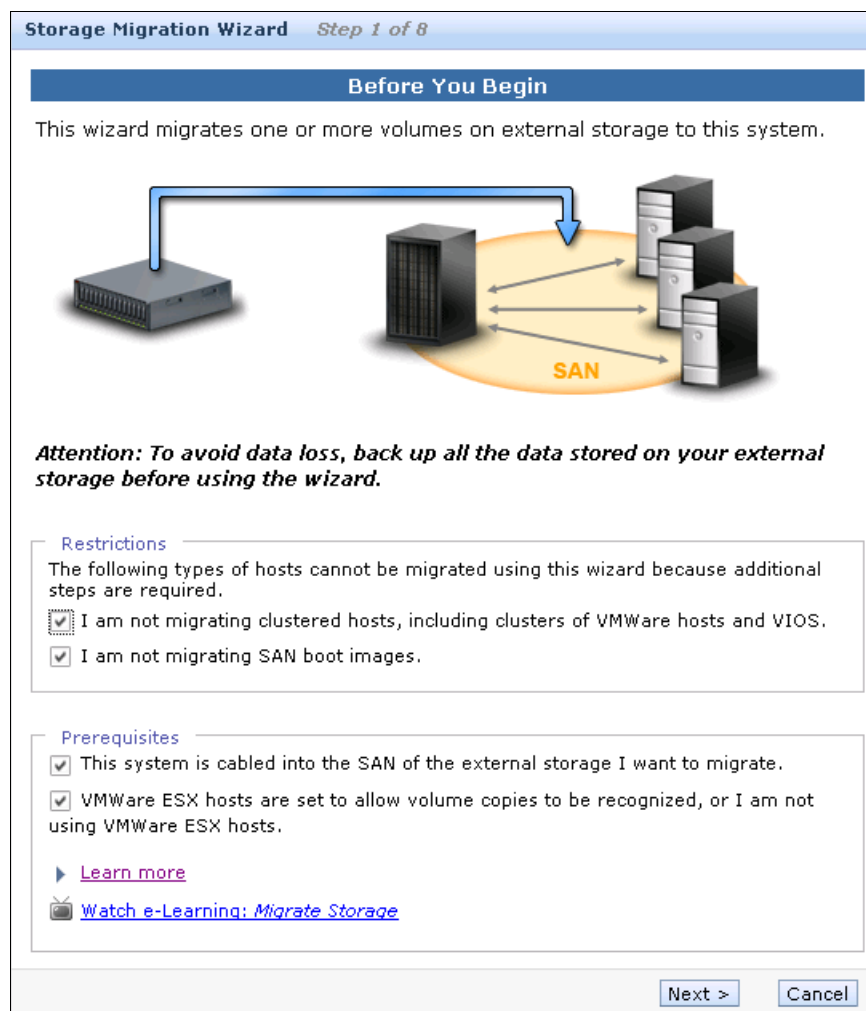 Storage Migration Wizard Step 1 of 8
Before You Begin
This wizard migrates one or more volumes on external storage to this system.
SAN
Attention: To avoid data loss, back up all the data stored on your external
storage before using the wizard.
Restrictions
The following types of hosts cannot be migrated using this wizard because additional
steps are required.
I am not migrating clustered hosts, including clusters of VMWare hosts and VIOS.
I am not migrating SAN boot images.
Prerequisites
This system is cabled into the SAN of the external storage I want to migrate.
VMWare ESX hosts are set to allow volume copies to be recognized, or I am not
using VMWare ESX hosts.
Learn more
Watch e-Learning: Migrate Storage
Next > Cancel